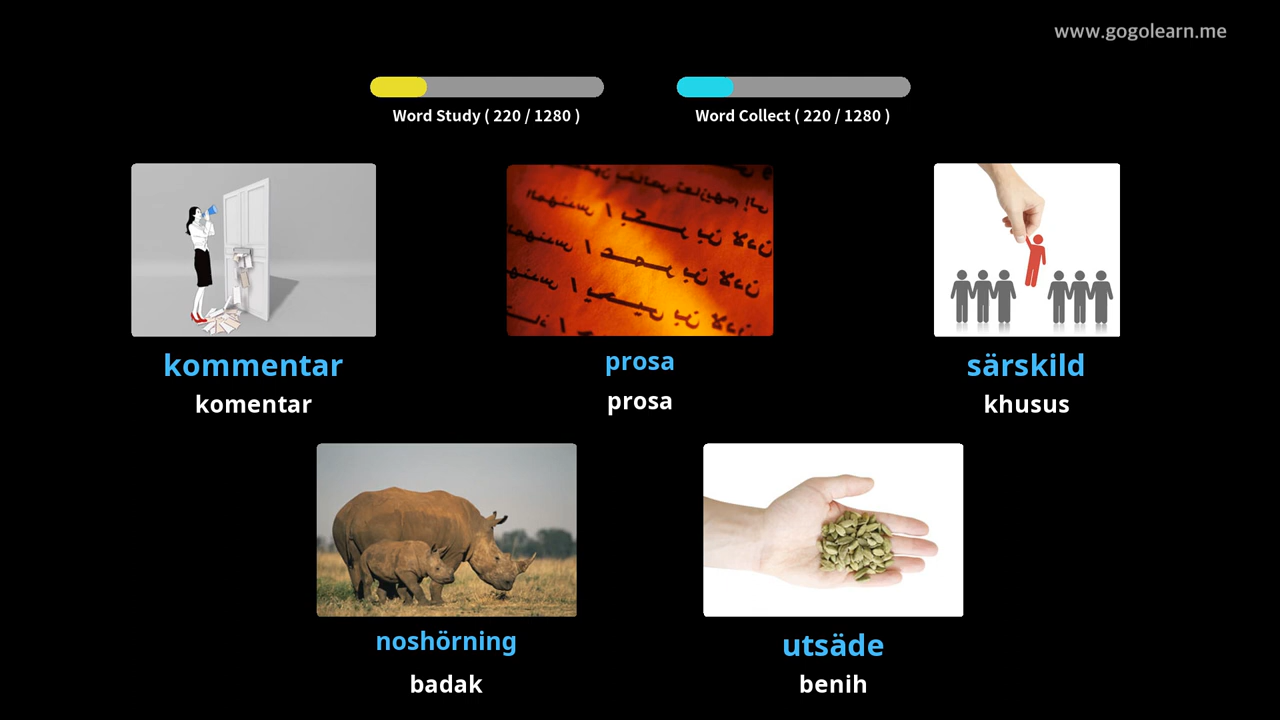 www.gogolearn.me
Word Study ( 220 / 1280 )
Word Collect ( 220 / 1280 )
kommentar
komentar
prosa
prosa
särskild
khusus
noshörning
badak
utsäde
benih